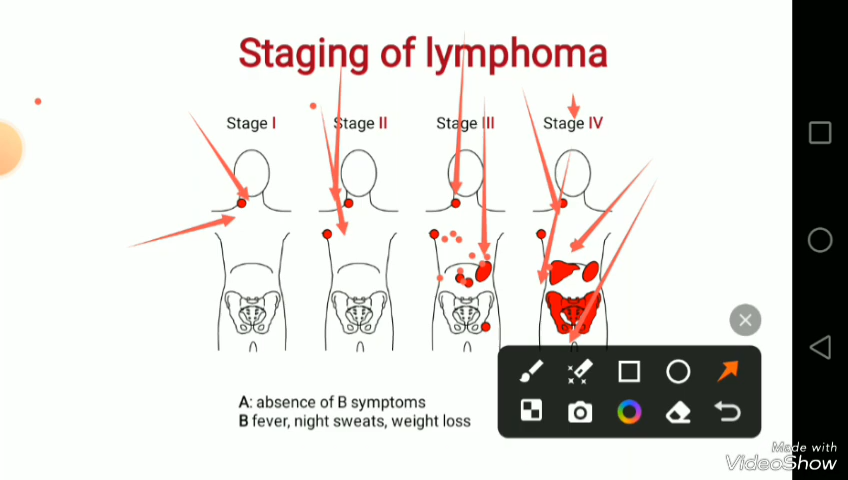 Staging of lymphoma
Stage I Stage II Stage III Stage IV
A: absence of B symptoms
B fever, night sweats, weight loss
Made with
VideoShow